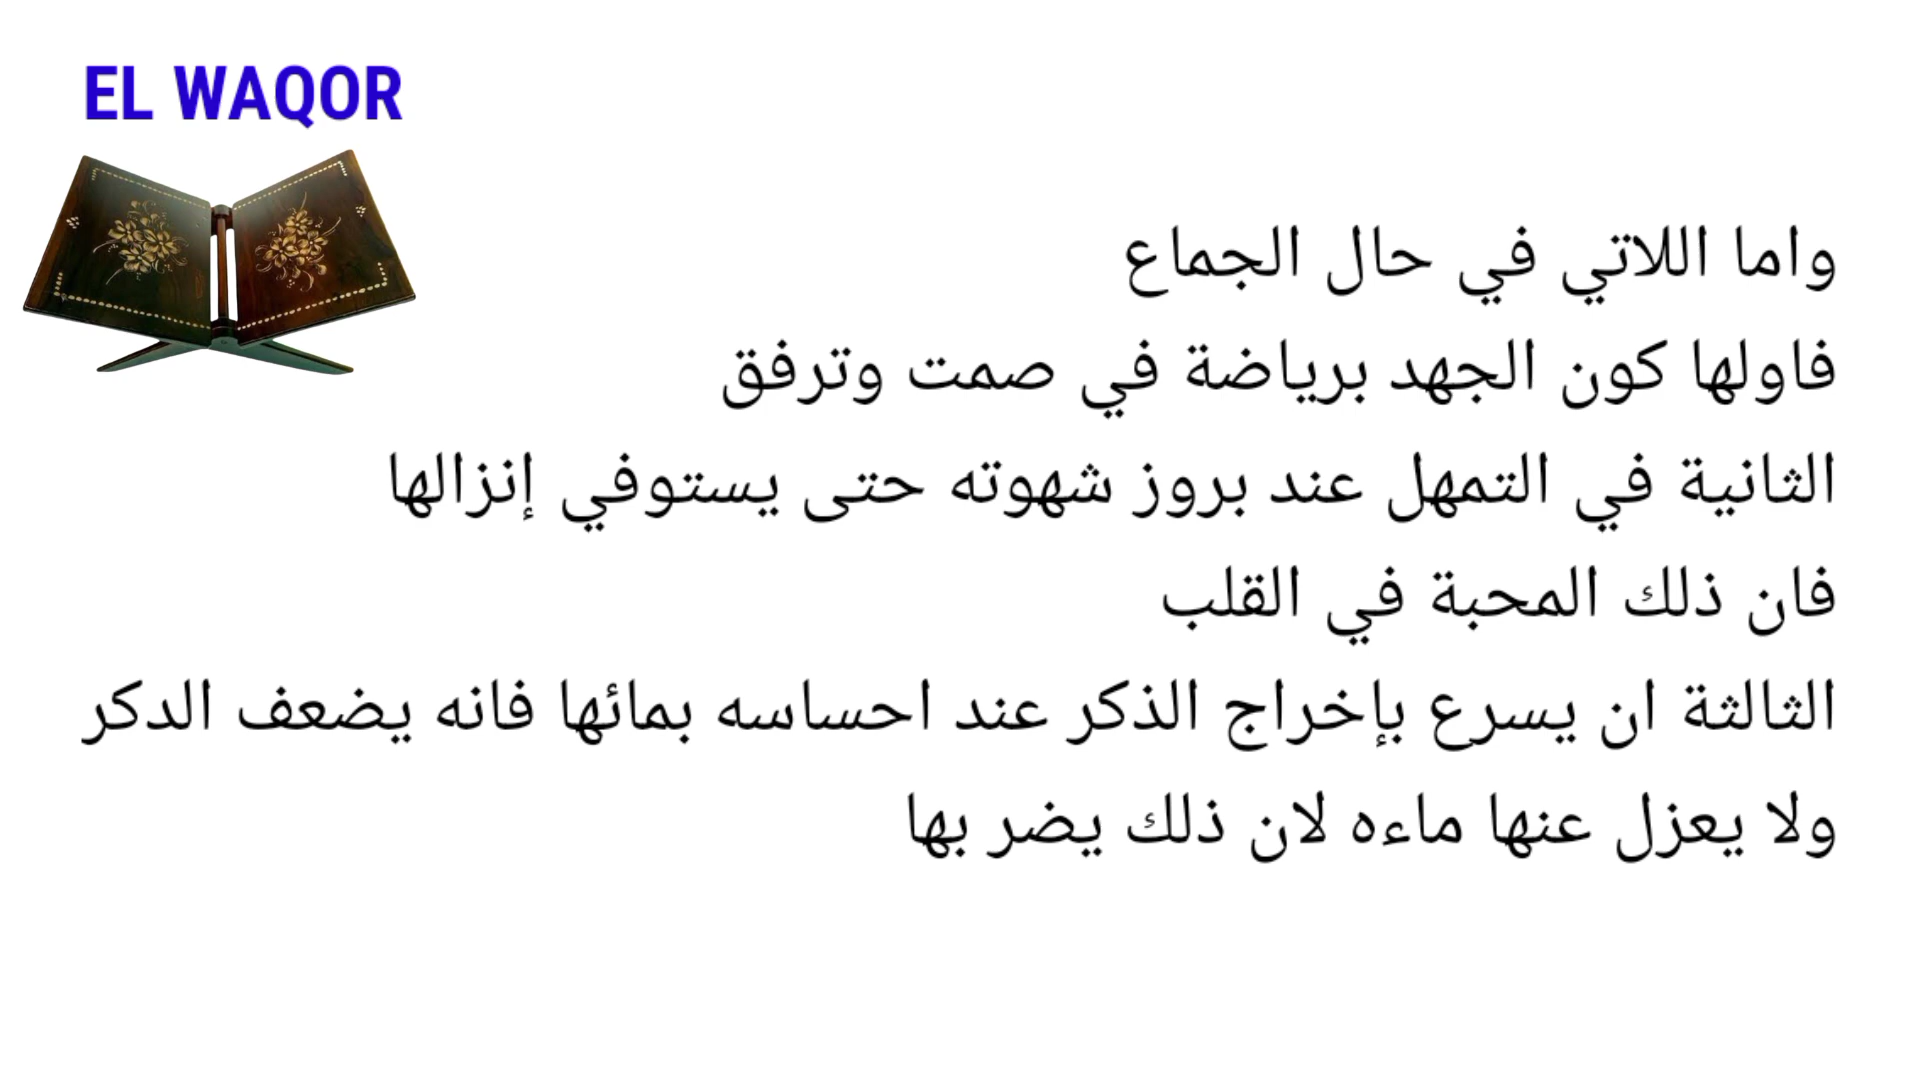 EL WAQOR
واما اللاتي في حال الجماع
فاولها كون الجهد برياضة في صمت وترفق
الثانية في التمهل عند بروز شهوته حتى يستوفي إنزالها
فان ذلك المحبة في القلب
الثالثة ان يسرع بإخراج الذكر عند احساسه بمائها فانه يضعف الدكر
ولا يعزل عنها ماءه لان ذلك يضر بها